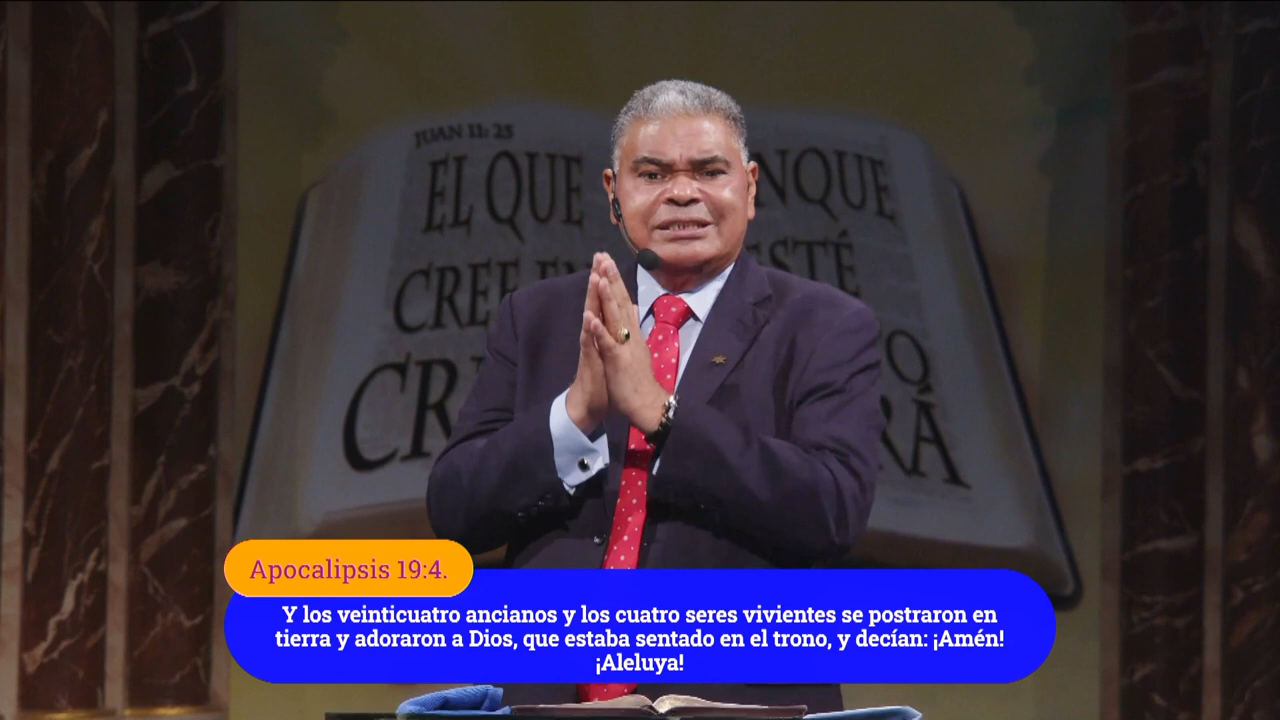 JUAN 11: 25
EL QUE NQUE
CREE EN ESTÉ
CR O
RÁ
Apocalipsis 19:4.
Y los veinticuatro ancianos y los cuatro seres vivientes se postraron en
tierra y adoraron a Dios, que estaba sentado en el trono, y decían: ¡Amén!
¡Aleluya!